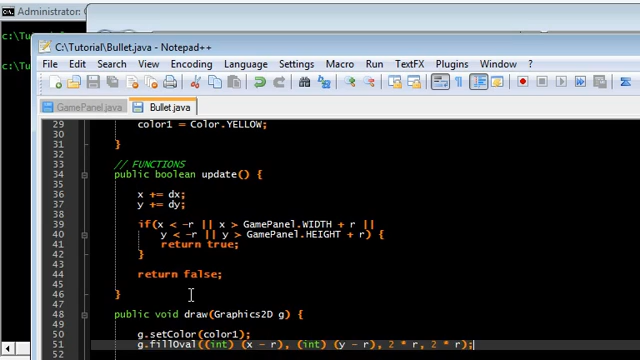 Administrator: C
c:\Tu
C:\Tutorial\Bullet.java - Notepad++
c:\Tu
File Edit Search View Encoding Language Settings Macro Run TextFX Plugins Window ?
GamePanel.java Bullet.java
29 color1 = Color.YELLOW;
30
31 }
32
33 // FUNCTIONS
34 public boolean update() {
35
36 x += dx;
37 y += dy;
38
39 if(x < -r || x > GamePanel.WIDTH + r ||
40 y < -r || y > GamePanel.HEIGHT + r) {
41 return true;
42 }
43
44 return false;
45
46 }
47
48 public void draw(Graphics2D g) {
49
50 g.setColor(color1);
51 g.fillOval((int) (x - r), (int) (y - r), 2 * r, 2 * r);
52